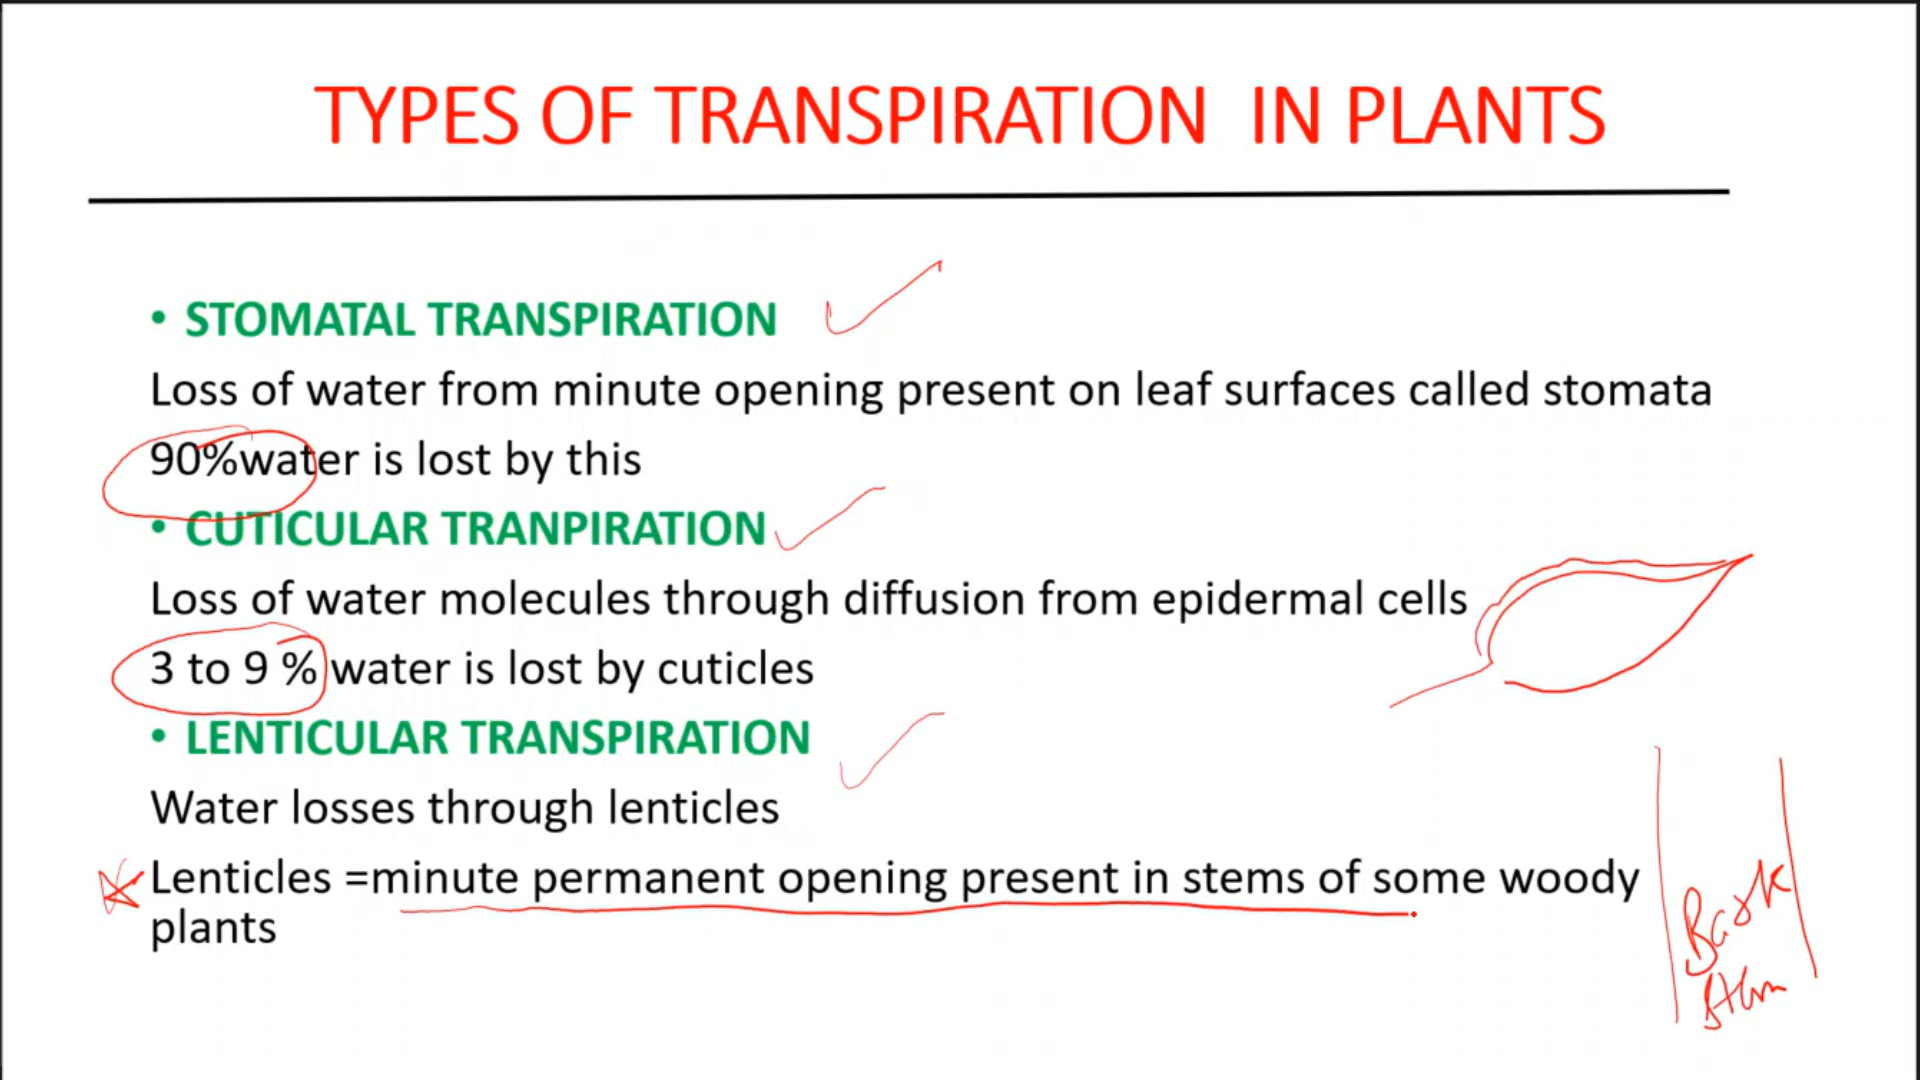 TYPES OF TRANSPIRATION IN PLANTS
• STOMATAL TRANSPIRATION
Loss of water from minute opening present on leaf surfaces called stomata
90%water is lost by this
• CUTICULAR TRANPIRATION
Loss of water molecules through diffusion from epidermal cells
3 to 9 % water is lost by cuticles
• LENTICULAR TRANSPIRATION
Water losses through lenticles
Lenticles =minute permanent opening present in stems of some woody
plants
Bark